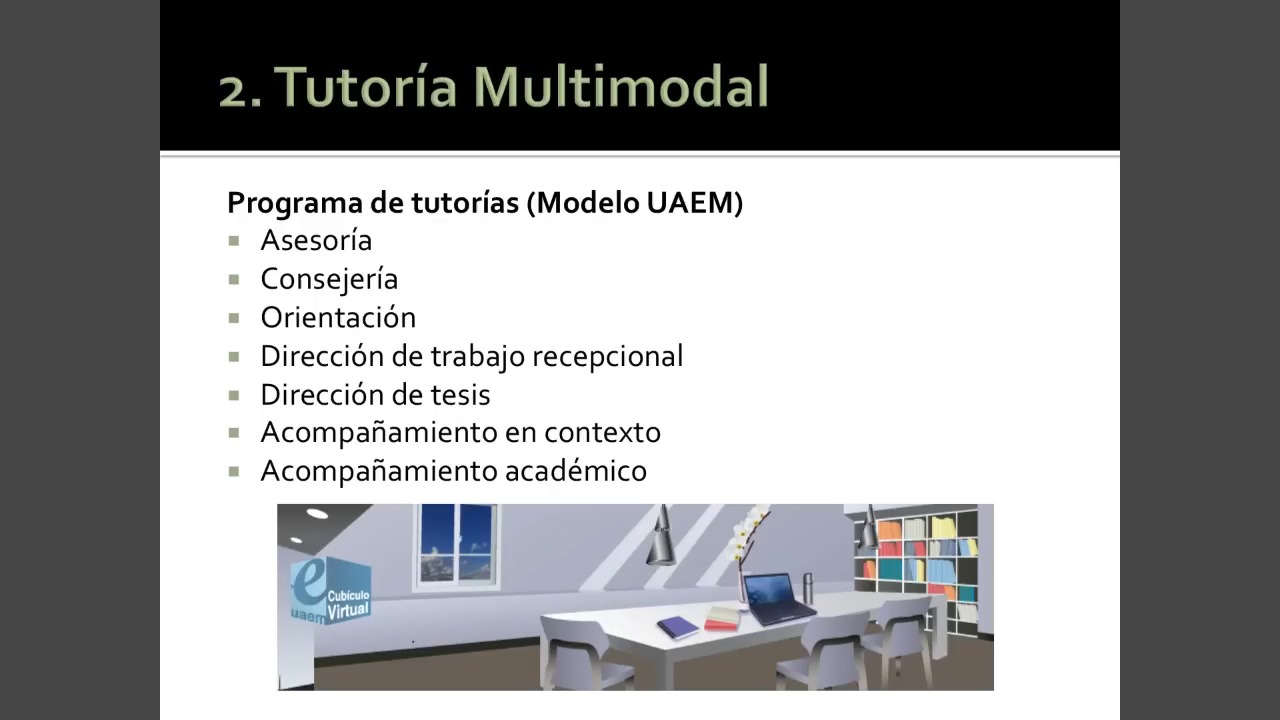 2. Tutoría Multimodal
Programa de tutorías (Modelo UAEM)
Asesoría
Consejería
Orientación
Dirección de trabajo recepcional
Dirección de tesis
Acompañamiento en contexto
Acompañamiento académico
e
uaem
Cubículo
Virtual